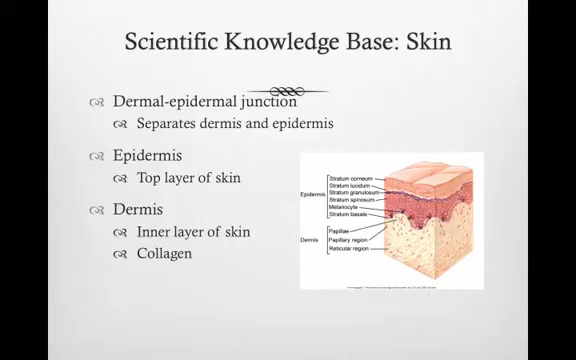 Scientific Knowledge Base: Skin
Dermal-epidermal junction
Separates dermis and epidermis
Epidermis
Top layer of skin
Dermis
Inner layer of skin
Collagen
Epidermis
Stratum corneum
Stratum lucidum
Stratum granulosum
Stratum spinosum
Melanocyte
Stratum basale
Dermis
Papillae
Papillary region
Reticular region